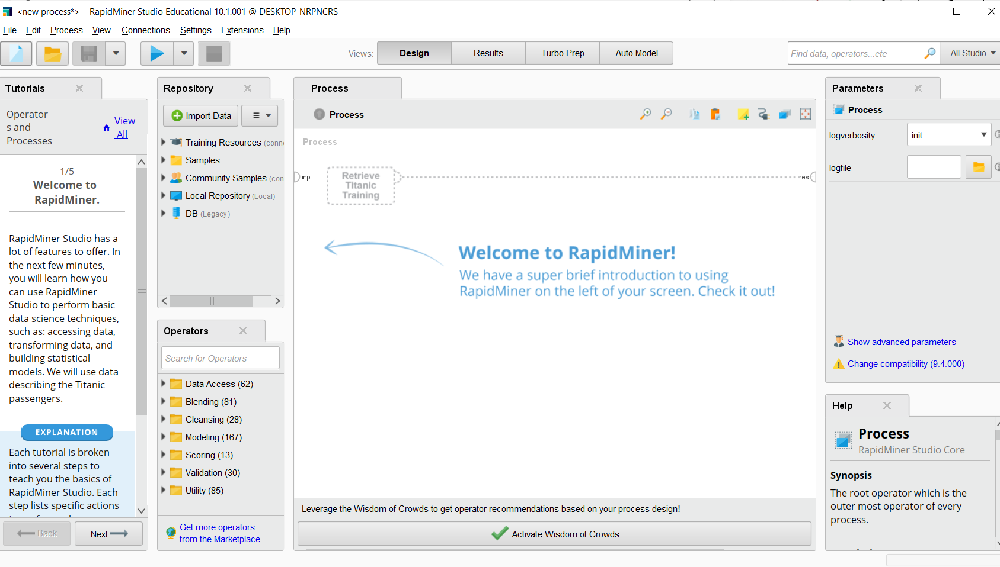 <new process*> – RapidMiner Studio Educational 10.1.001 @ DESKTOP-NRPNCRS
File Edit Process View Connections Settings Extensions Help
Views: Design Results Turbo Prep Auto Model
Find data, operators...etc
All Studio
Tutorials
Operator
s and
Processes
View
All
1/5
Welcome to
RapidMiner.
RapidMiner Studio has a
lot of features to offer. In
the next few minutes,
you will learn how you
can use RapidMiner
Studio to perform basic
data science techniques,
such as: accessing data,
transforming data, and
building statistical
models. We will use data
describing the Titanic
passengers.
EXPLANATION
Each tutorial is broken
into several steps to
teach you the basics of
RapidMiner Studio. Each
step lists specific actions
Back
Next
Repository
Import Data
Training Resources (conne
Samples
Community Samples (con
Local Repository (Local)
DB (Legacy)
Operators
Search for Operators
Data Access (62)
Blending (81)
Cleansing (28)
Modeling (167)
Scoring (13)
Validation (30)
Utility (85)
Get more operators
from the Marketplace
Process
Process
Process
inp
Retrieve
Titanic
Training
res
Welcome to RapidMiner!
We have a super brief introduction to using
RapidMiner on the left of your screen. Check it out!
Leverage the Wisdom of Crowds to get operator recommendations based on your process design!
Activate Wisdom of Crowds
Parameters
Process
logverbosity
init
logfile
Show advanced parameters
Change compatibility (9.4.000)
Help
Process
RapidMiner Studio Core
Synopsis
The root operator which is the
outer most operator of every
process.